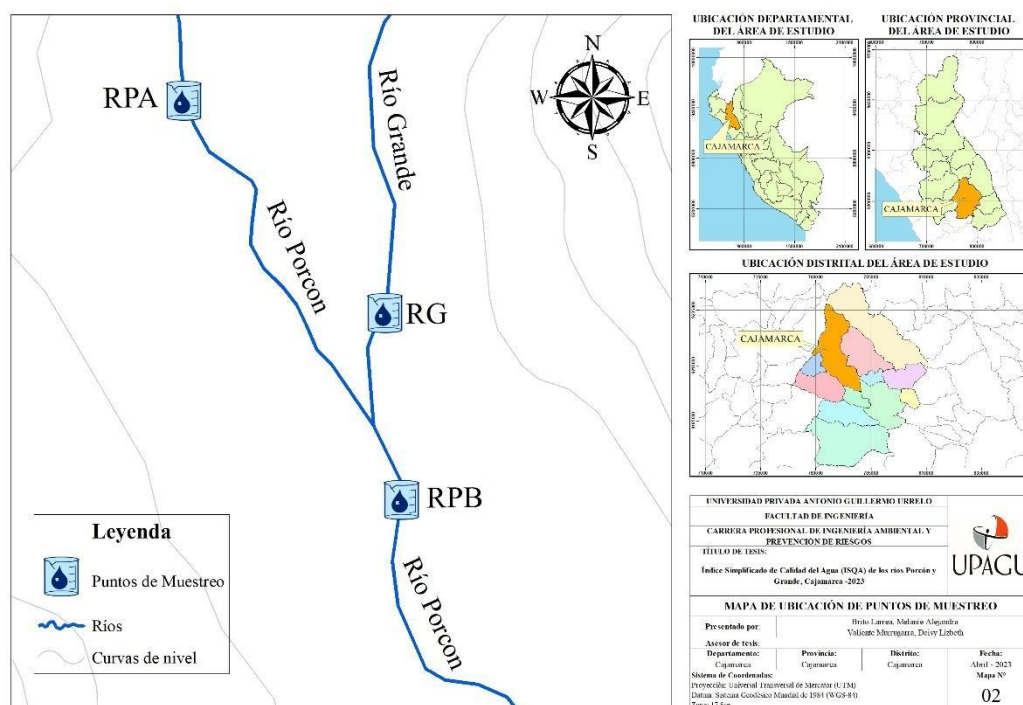 RPA
Río Grande
Río Porcon
RG
RPB
Río Porcon
N
W
E
S
Leyenda
Puntos de Muestreo
Ríos
Curvas de nivel
UBICACIÓN DEPARTAMENTAL
DEL ÁREA DE ESTUDIO
CAJAMARCA
UBICACIÓN PROVINCIAL
DEL ÁREA DE ESTUDIO
CAJAMARCA
UBICACIÓN DISTRITAL DEL ÁREA DE ESTUDIO
CAJAMARCA
UNIVERSIDAD PRIVADA ANTONIO GUILLERMO URRELO
FACULTAD DE INGENIERÍA
CARRERA PROFESIONAL DE INGENIERÍA AMBIENTAL Y
PREVENCIÓN DE RIESGOS
TÍTULO DE TESIS:
Índice Simplificado de Calidad del Agua (ISQA) de los ríos Porcón y
Grande, Cajamarca -2023
UPAGU
MAPA DE UBICACIÓN DE PUNTOS DE MUESTREO
Presentado por:
Brito Larrea, Melanie Alejandra
Valiente Murrugarra, Deisy Lizbeth
Asesor de tesis:
Departamento:
Provincia:
Distrito:
Fecha:
Cajamarca
Cajamarca
Cajamarca
Abril - 2023
Sistema de Coordenadas:
Mapa N°
Proyección: Universal Transversal de Mercator (UTM)
Datum: Sistema Geodésico Mundial de 1984 (WGS-84)
02